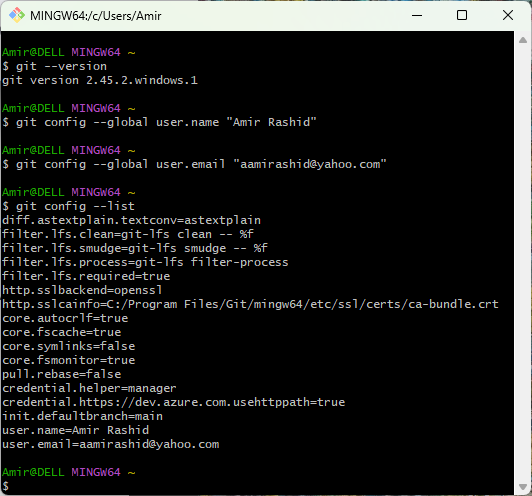 MINGW64:/c/Users/Amir
Amir@DELL MINGW64 ~
$ git --version
git version 2.45.2.windows.1
Amir@DELL MINGW64 ~
$ git config --global user.name "Amir Rashid"
Amir@DELL MINGW64 ~
$ git config --global user.email "aamirashid@yahoo.com"
Amir@DELL MINGW64 ~
$ git config --list
diff.astextplain.textconv=astextplain
filter.lfs.clean=git-lfs clean -- %f
filter.lfs.smudge=git-lfs smudge -- %f
filter.lfs.process=git-lfs filter-process
filter.lfs.required=true
http.sslbackend=openssl
http.sslcainfo=C:/Program Files/Git/mingw64/etc/ssl/certs/ca-bundle.crt
core.autocrlf=true
core.fscache=true
core.symlinks=false
core.fsmonitor=true
pull.rebase=false
credential.helper=manager
credential.https://dev.azure.com.usehttppath=true
init.defaultbranch=main
user.name=Amir Rashid
user.email=aamirashid@yahoo.com
Amir@DELL MINGW64 ~
$